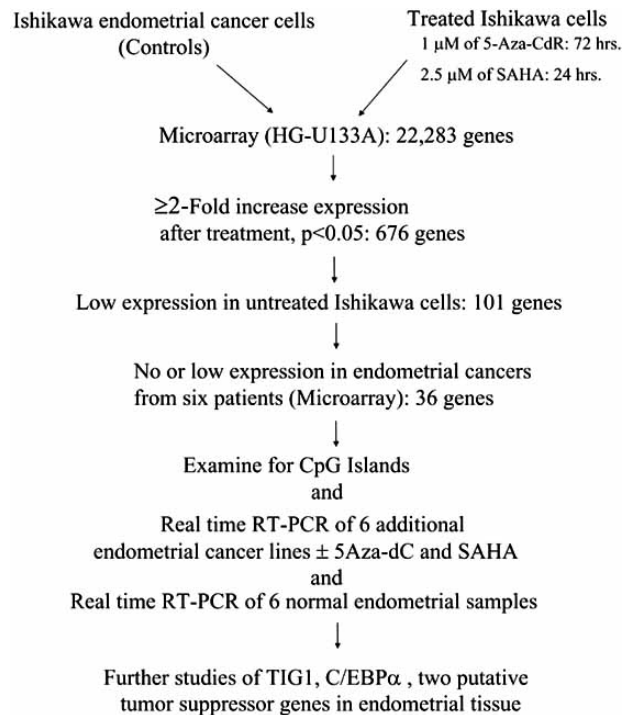 Ishikawa endometrial cancer cells
(Controls)
Treated Ishikawa cells
1 μM of 5-Aza-CdR: 72 hrs.
2.5 μM of SAHA: 24 hrs.
Microarray (HG-U133A): 22,283 genes
≥2-Fold increase expression
after treatment, p<0.05: 676 genes
Low expression in untreated Ishikawa cells: 101 genes
No or low expression in endometrial cancers
from six patients (Microarray): 36 genes
Examine for CpG Islands
and
Real time RT-PCR of 6 additional
endometrial cancer lines ± 5Aza-dC and SAHA
and
Real time RT-PCR of 6 normal endometrial samples
Further studies of TIG1, C/EBPα , two putative
tumor suppressor genes in endometrial tissue